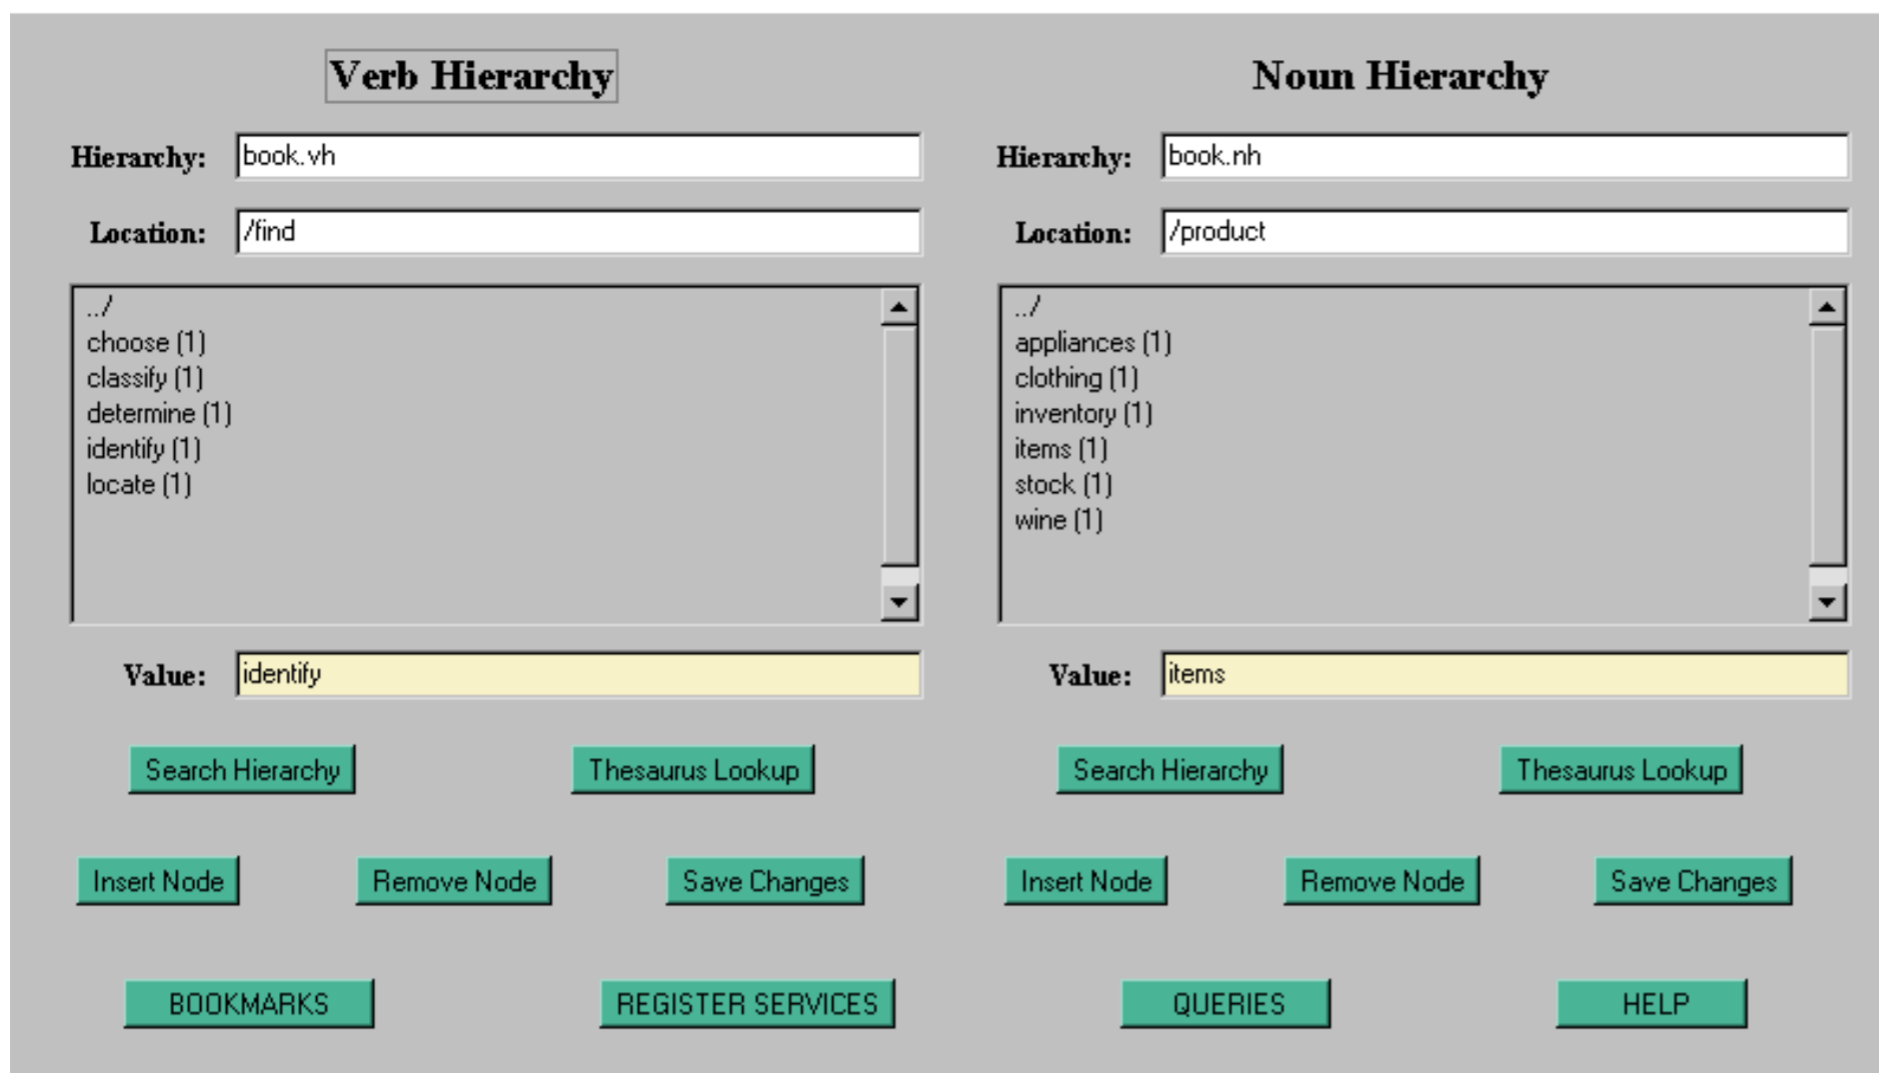 Verb Hierarchy
Hierarchy: book.vh
Location: /find
../
choose (1)
classify (1)
determine (1)
identify (1)
locate (1)
Value: identify
Search Hierarchy Thesaurus Lookup
Insert Node Remove Node Save Changes
Noun Hierarchy
Hierarchy: book.nh
Location: /product
../
appliances (1)
clothing (1)
inventory (1)
items (1)
stock (1)
wine (1)
Value: items
Search Hierarchy Thesaurus Lookup
Insert Node Remove Node Save Changes
BOOKMARKS REGISTER SERVICES QUERIES HELP